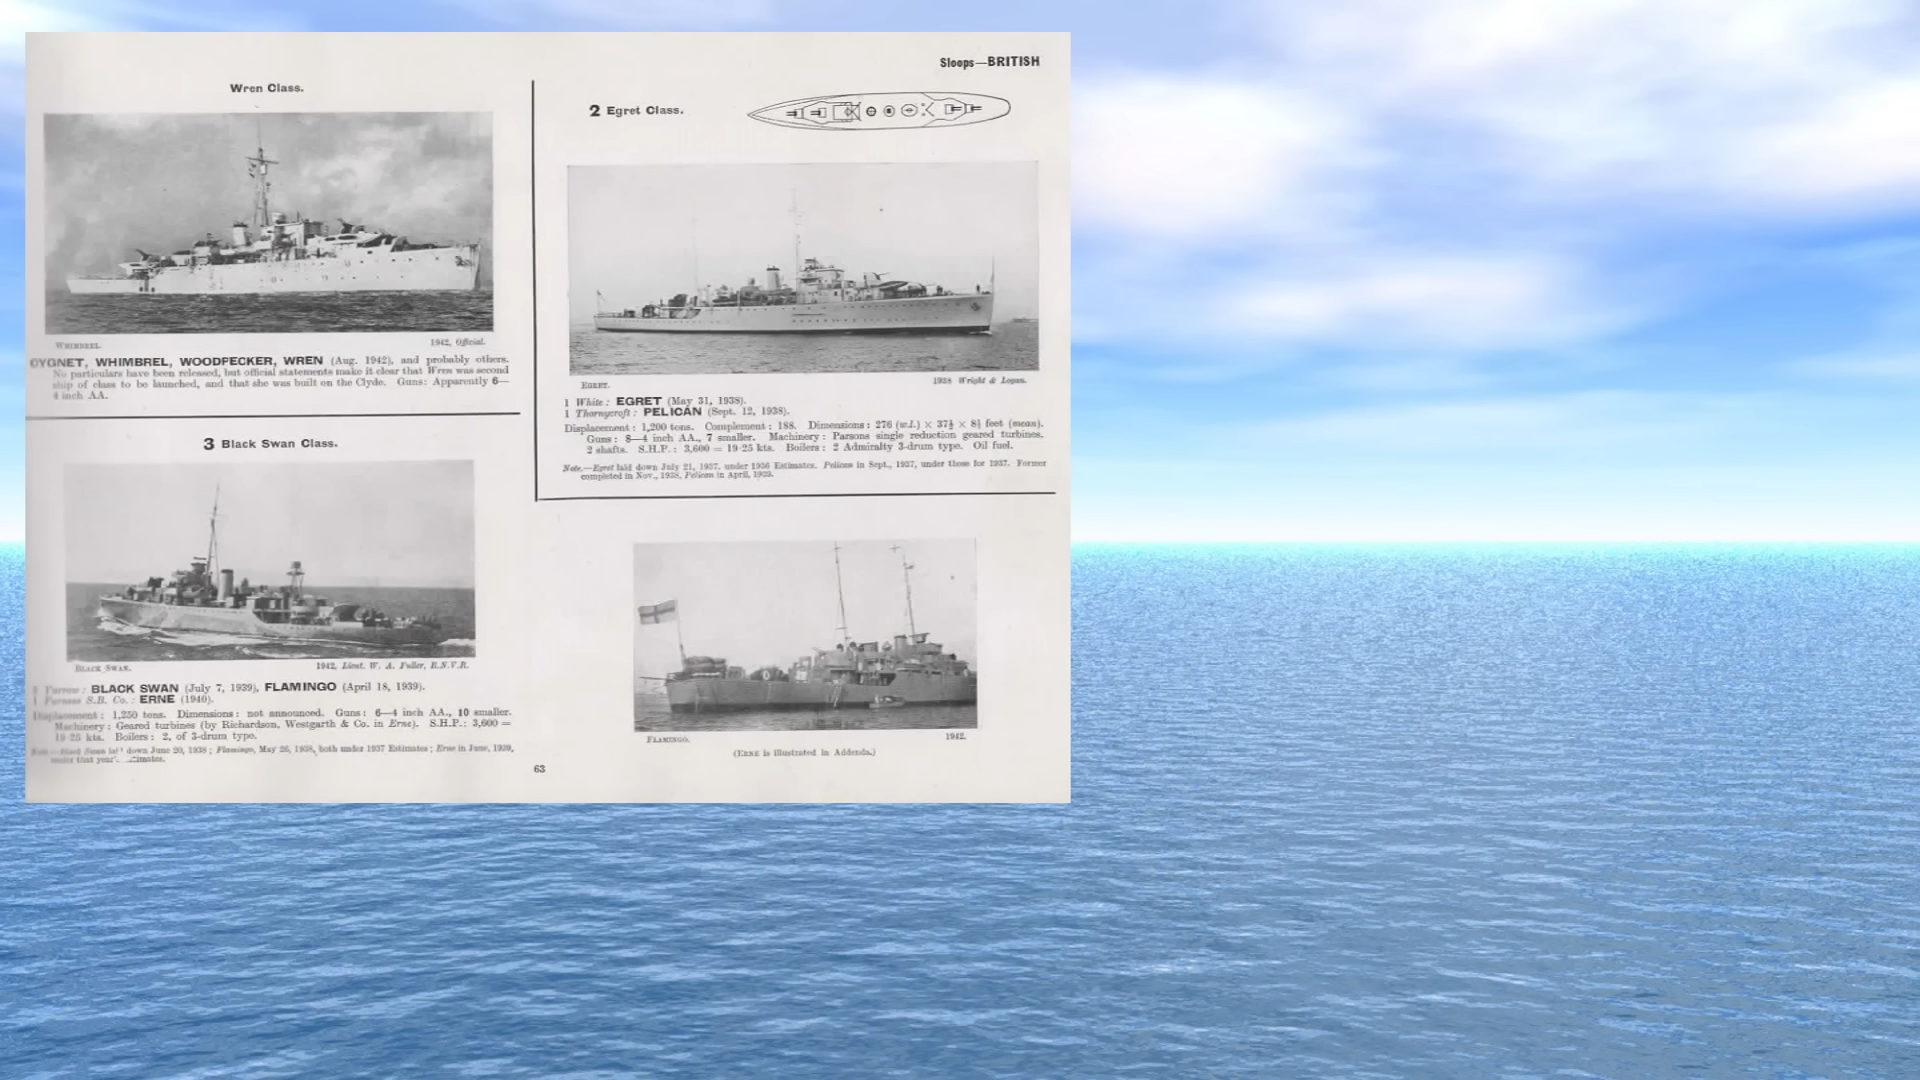 Sloops—BRITISH
Wren Class.
WHIMBREL.
1942, Official.
CYGNET, WHIMBREL, WOODPECKER, WREN (Aug. 1942), and probably others.
No particulars have been released, but official statements make it clear that Wren was second
ship of class to be launched, and that she was built on the Clyde. Guns: Apparently 6—
4 inch AA.
3 Black Swan Class.
BLACK SWAN.
1942, Lieut. W. A. Fuller, R.N.V.R.
Yarrow: BLACK SWAN (July 7, 1939), FLAMINGO (April 18, 1939).
1 Furness S.B. Co.: ERNE (1940).
Displacement: 1,250 tons. Dimensions: not announced. Guns: 6—4 inch AA., 10 smaller.
Machinery: Geared turbines (by Richardson, Westgarth & Co. in Erne). S.H.P.: 3,600 =
19·25 kts. Boilers: 2, of 3-drum type.
Note.—Black Swan down June 20, 1938; Flamingo, May 26, 1938, both under 1937 Estimates; Erne in June, 1939,
under that year
2 Egret Class.
EGRET.
1938 Wright & Logan.
1 White: EGRET (May 31, 1938).
1 Thornycroft: PELICAN (Sept. 12, 1938).
Displacement: 1,200 tons. Complement: 188. Dimensions: 276 (w.l.) × 37½ × 8¼ feet (mean).
Guns: 8—4 inch AA., 7 smaller. Machinery: Parsons single reduction geared turbines.
2 shafts. S.H.P.: 3,600 = 19·25 kts. Boilers: 2 Admiralty 3-drum type. Oil fuel.
Note.—Egret laid down July 21, 1937, under 1936 Estimates. Pelican in Sept., 1937, under those for 1937. Former
completed in Nov., 1938, Pelican in April, 1939.
FLAMINGO.
1942.
(ERNE is illustrated in Addenda.)
63